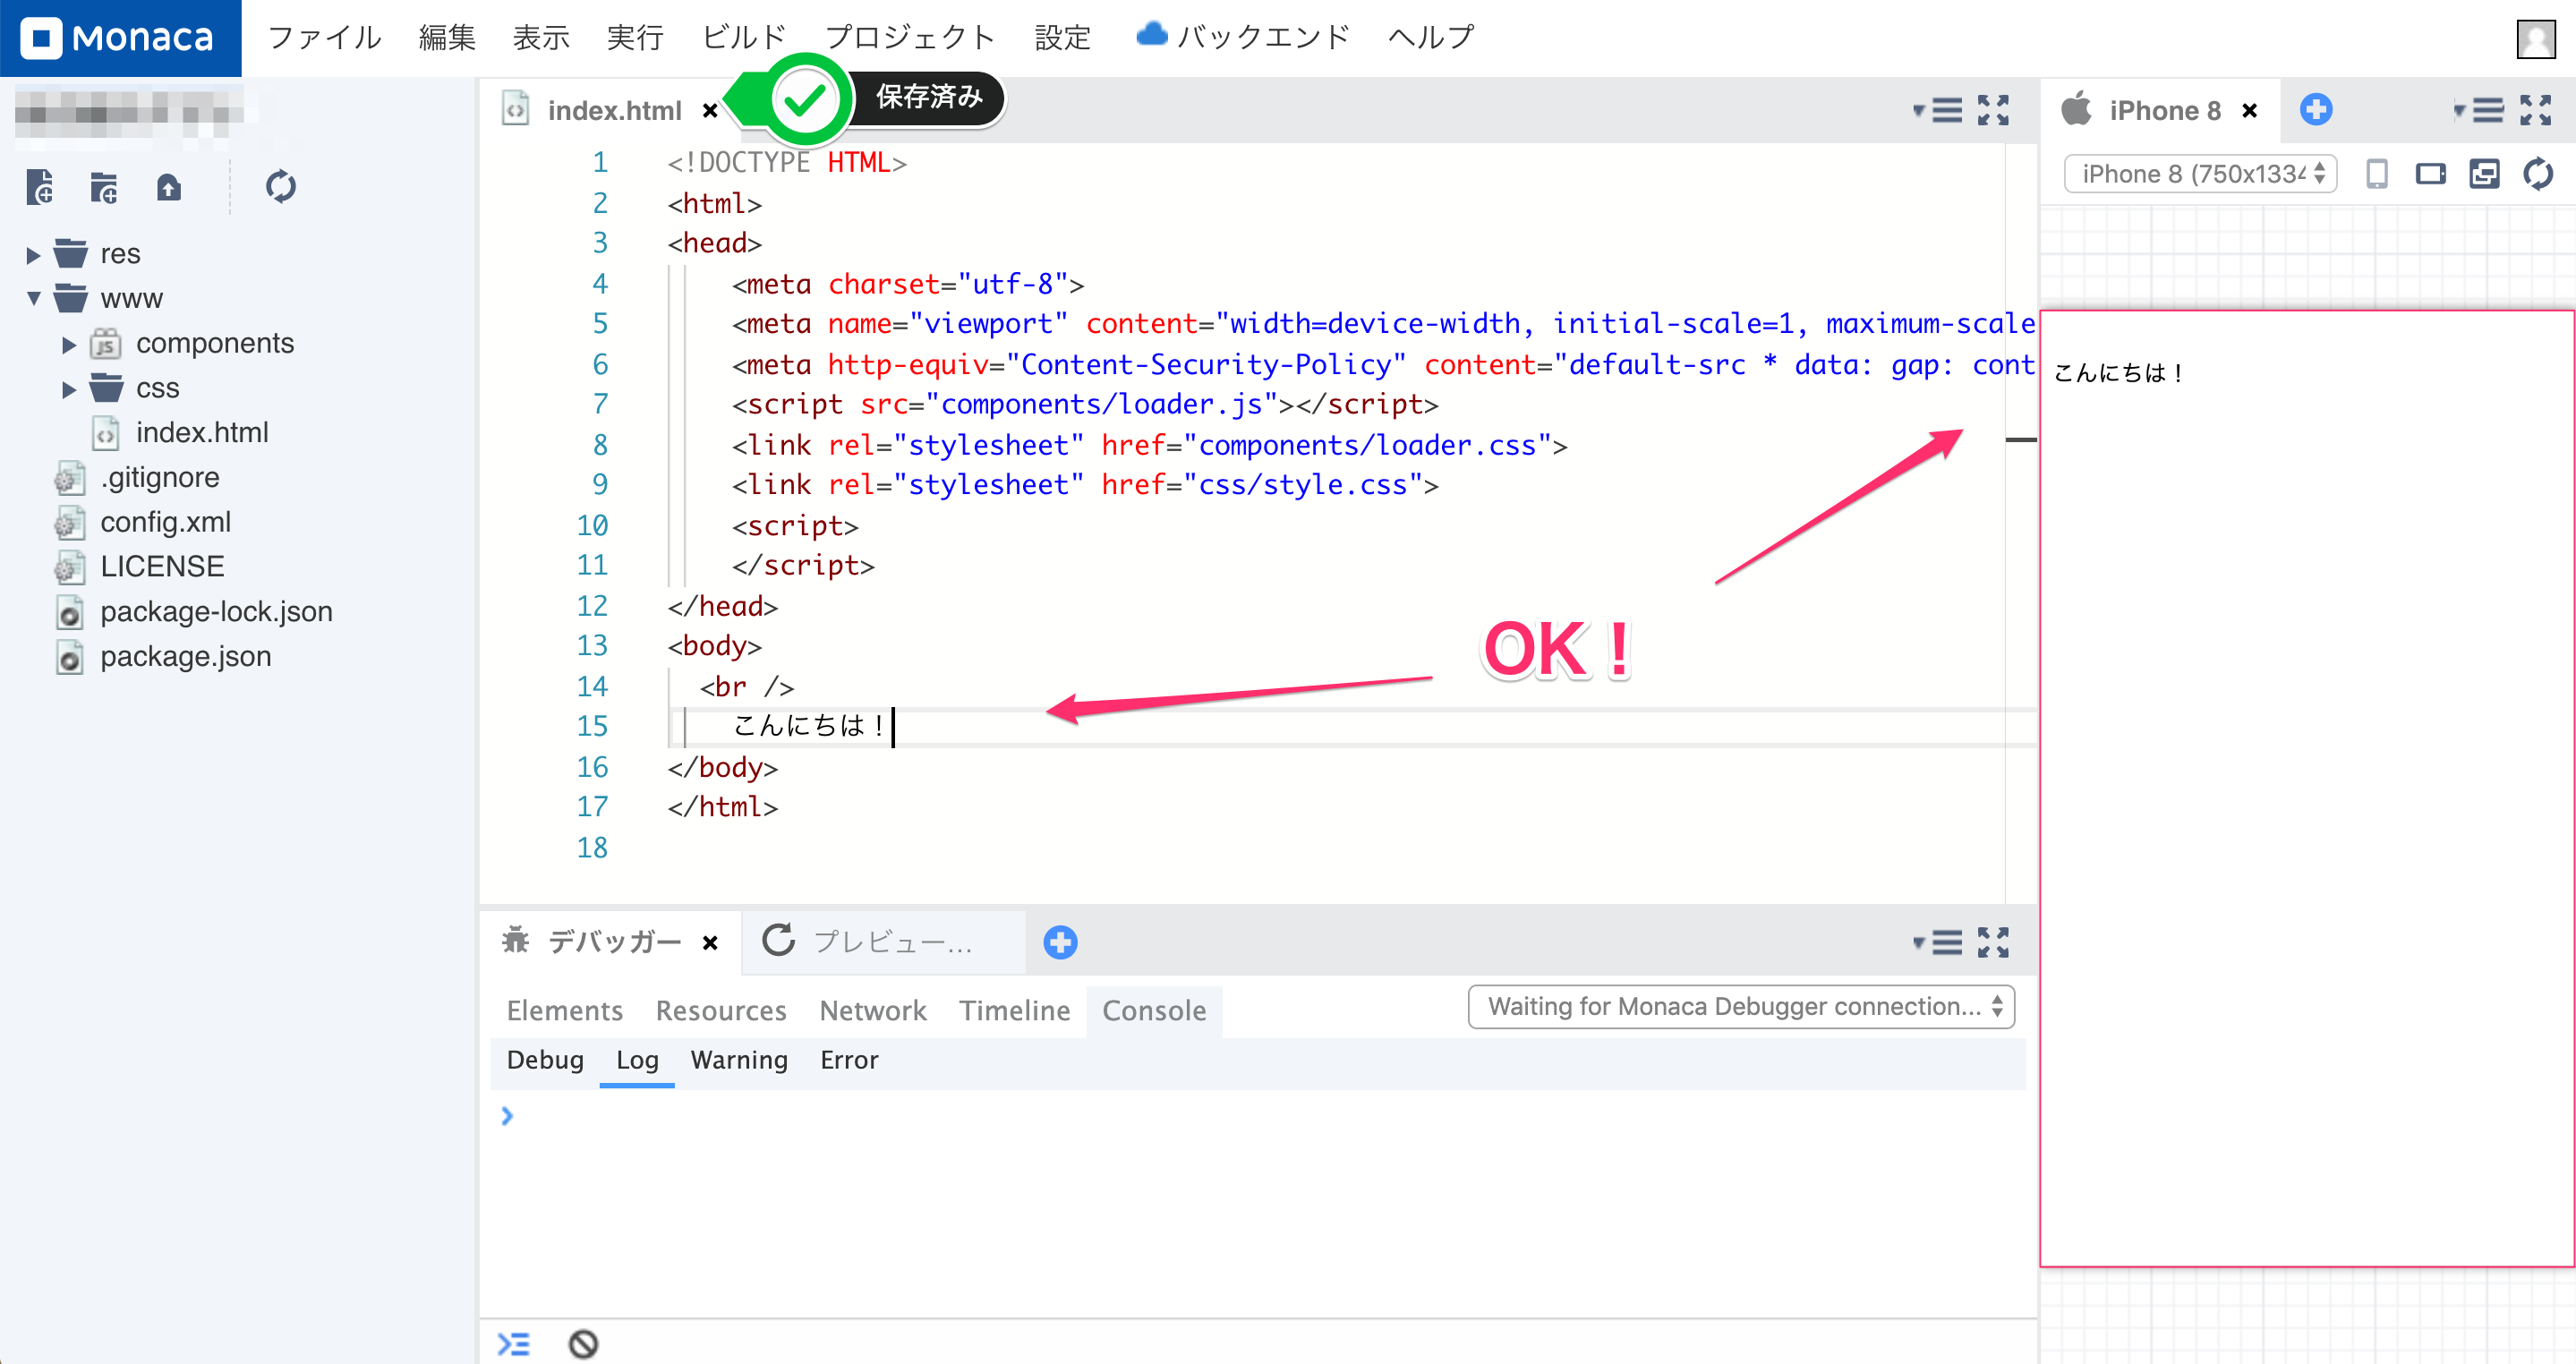 Monaca ファイル 編集 表示 実行 ビルド プロジェクト 設定 バックエンド ヘルプ
res
www
components
css
index.html
.gitignore
config.xml
LICENSE
package-lock.json
package.json
index.html × 保存済み
1 <!DOCTYPE HTML>
2 <html>
3 <head>
4 <meta charset="utf-8">
5 <meta name="viewport" content="width=device-width, initial-scale=1, maximum-scale
6 <meta http-equiv="Content-Security-Policy" content="default-src * data: gap: cont
7 <script src="components/loader.js"></script>
8 <link rel="stylesheet" href="components/loader.css">
9 <link rel="stylesheet" href="css/style.css">
10 <script>
11 </script>
12 </head>
13 <body>
14 <br />
15 こんにちは！
16 </body>
17 </html>
18
OK！
デバッガー × プレビュー...
Elements Resources Network Timeline Console Waiting for Monaca Debugger connection...
Debug Log Warning Error
iPhone 8 ×
iPhone 8 (750x1334
こんにちは！